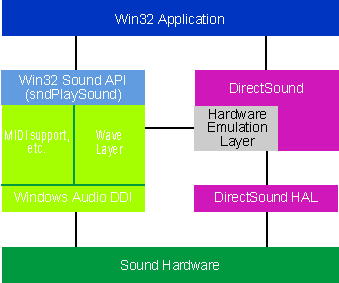 Win32 Application
Win32 Sound API
(sndPlaySound)
DirectSound
MIDI support,
etc.
Wave
Layer
Hardware
Emulation
Layer
Windows Audio DDI
DirectSound HAL
Sound Hardware